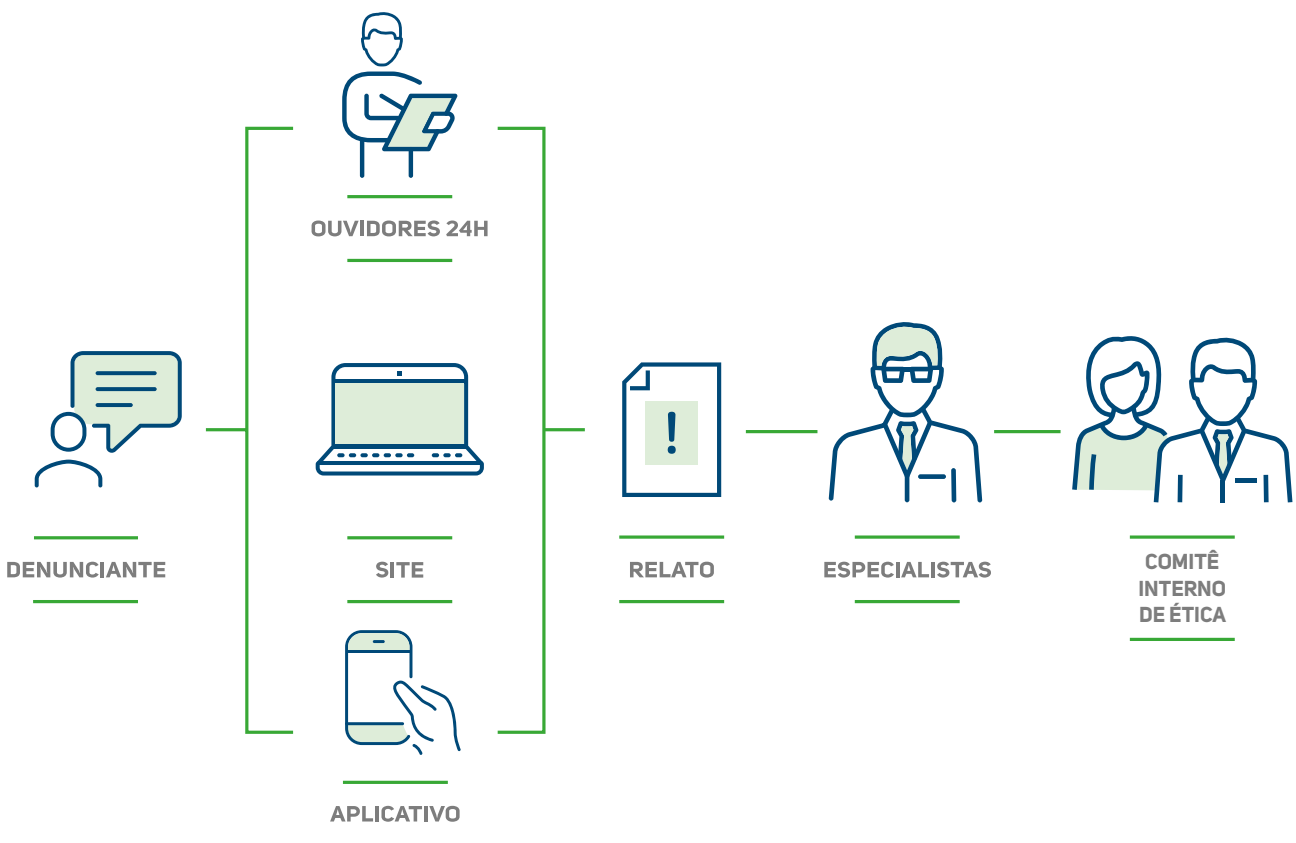 OUVIDORES 24H
DENUNCIANTE
SITE
RELATO
ESPECIALISTAS
COMITÊ
INTERNO
DE ÉTICA
APLICATIVO